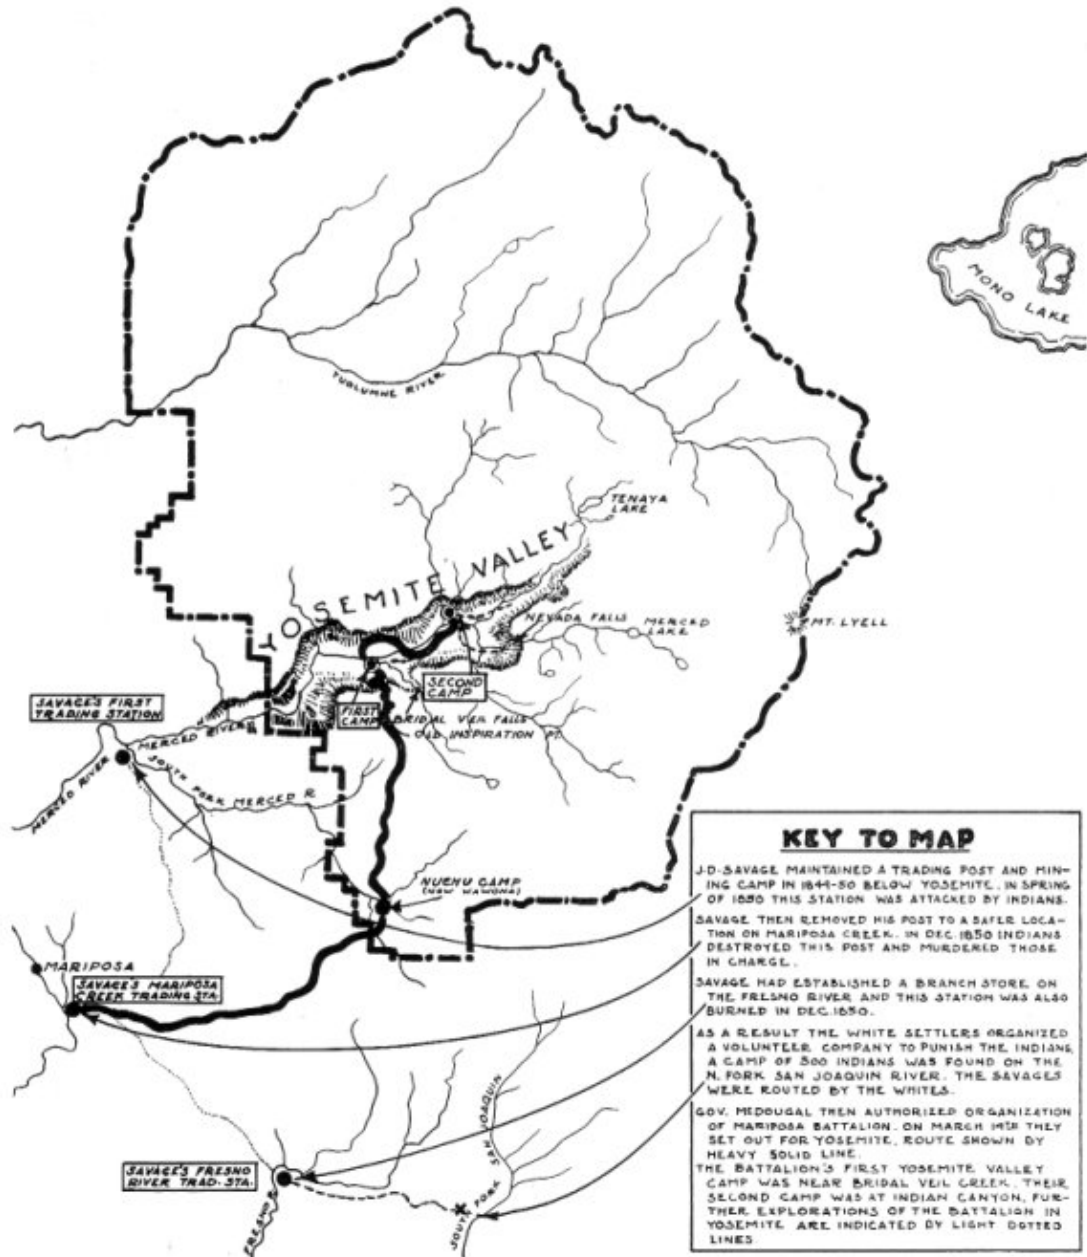 MONO LAKE
TUOLUMNE RIVER
TENAYA
LAKE
YOSEMITE VALLEY
NEVADA FALLS
MERCED
LAKE
MT. LYELL
SECOND
CAMP
SAVAGE'S FIRST
TRADING STATION
FIRST
CAMP
BRIDAL VEIL FALLS
OLD INSPIRATION PT.
MERCED RIVER
MERCED RIVER
SOUTH FORK MERCED R.
NUCHU CAMP
(NOW WAWONA)
MARIPOSA
SAVAGE'S MARIPOSA
CREEK TRADING STA.
SAVAGE'S FRESNO
RIVER TRAD. STA.
FRESNO R.
SOUTH FORK SAN JOAQUIN
KEY TO MAP
J.D. SAVAGE MAINTAINED A TRADING POST AND MIN-
ING CAMP IN 1849-50 BELOW YOSEMITE. IN SPRING
OF 1850 THIS STATION WAS ATTACKED BY INDIANS.
SAVAGE THEN REMOVED HIS POST TO A SAFER LOCA-
TION ON MARIPOSA CREEK. IN DEC. 1850 INDIANS
DESTROYED THIS POST AND MURDERED THOSE
IN CHARGE.
SAVAGE HAD ESTABLISHED A BRANCH STORE ON
THE FRESNO RIVER AND THIS STATION WAS ALSO
BURNED IN DEC. 1850.
AS A RESULT THE WHITE SETTLERS ORGANIZED
A VOLUNTEER COMPANY TO PUNISH THE INDIANS.
A CAMP OF 500 INDIANS WAS FOUND ON THE
N. FORK SAN JOAQUIN RIVER. THE SAVAGES
WERE ROUTED BY THE WHITES.
GOV. MCDOUGAL THEN AUTHORIZED ORGANIZATION
OF MARIPOSA BATTALION. ON MARCH 19TH THEY
SET OUT FOR YOSEMITE. ROUTE SHOWN BY
HEAVY SOLID LINE.
THE BATTALION'S FIRST YOSEMITE VALLEY
CAMP WAS NEAR BRIDAL VEIL CREEK. THEIR
SECOND CAMP WAS AT INDIAN CANYON. FUR-
THER EXPLORATIONS OF THE BATTALION IN
YOSEMITE ARE INDICATED BY LIGHT DOTTED
LINES